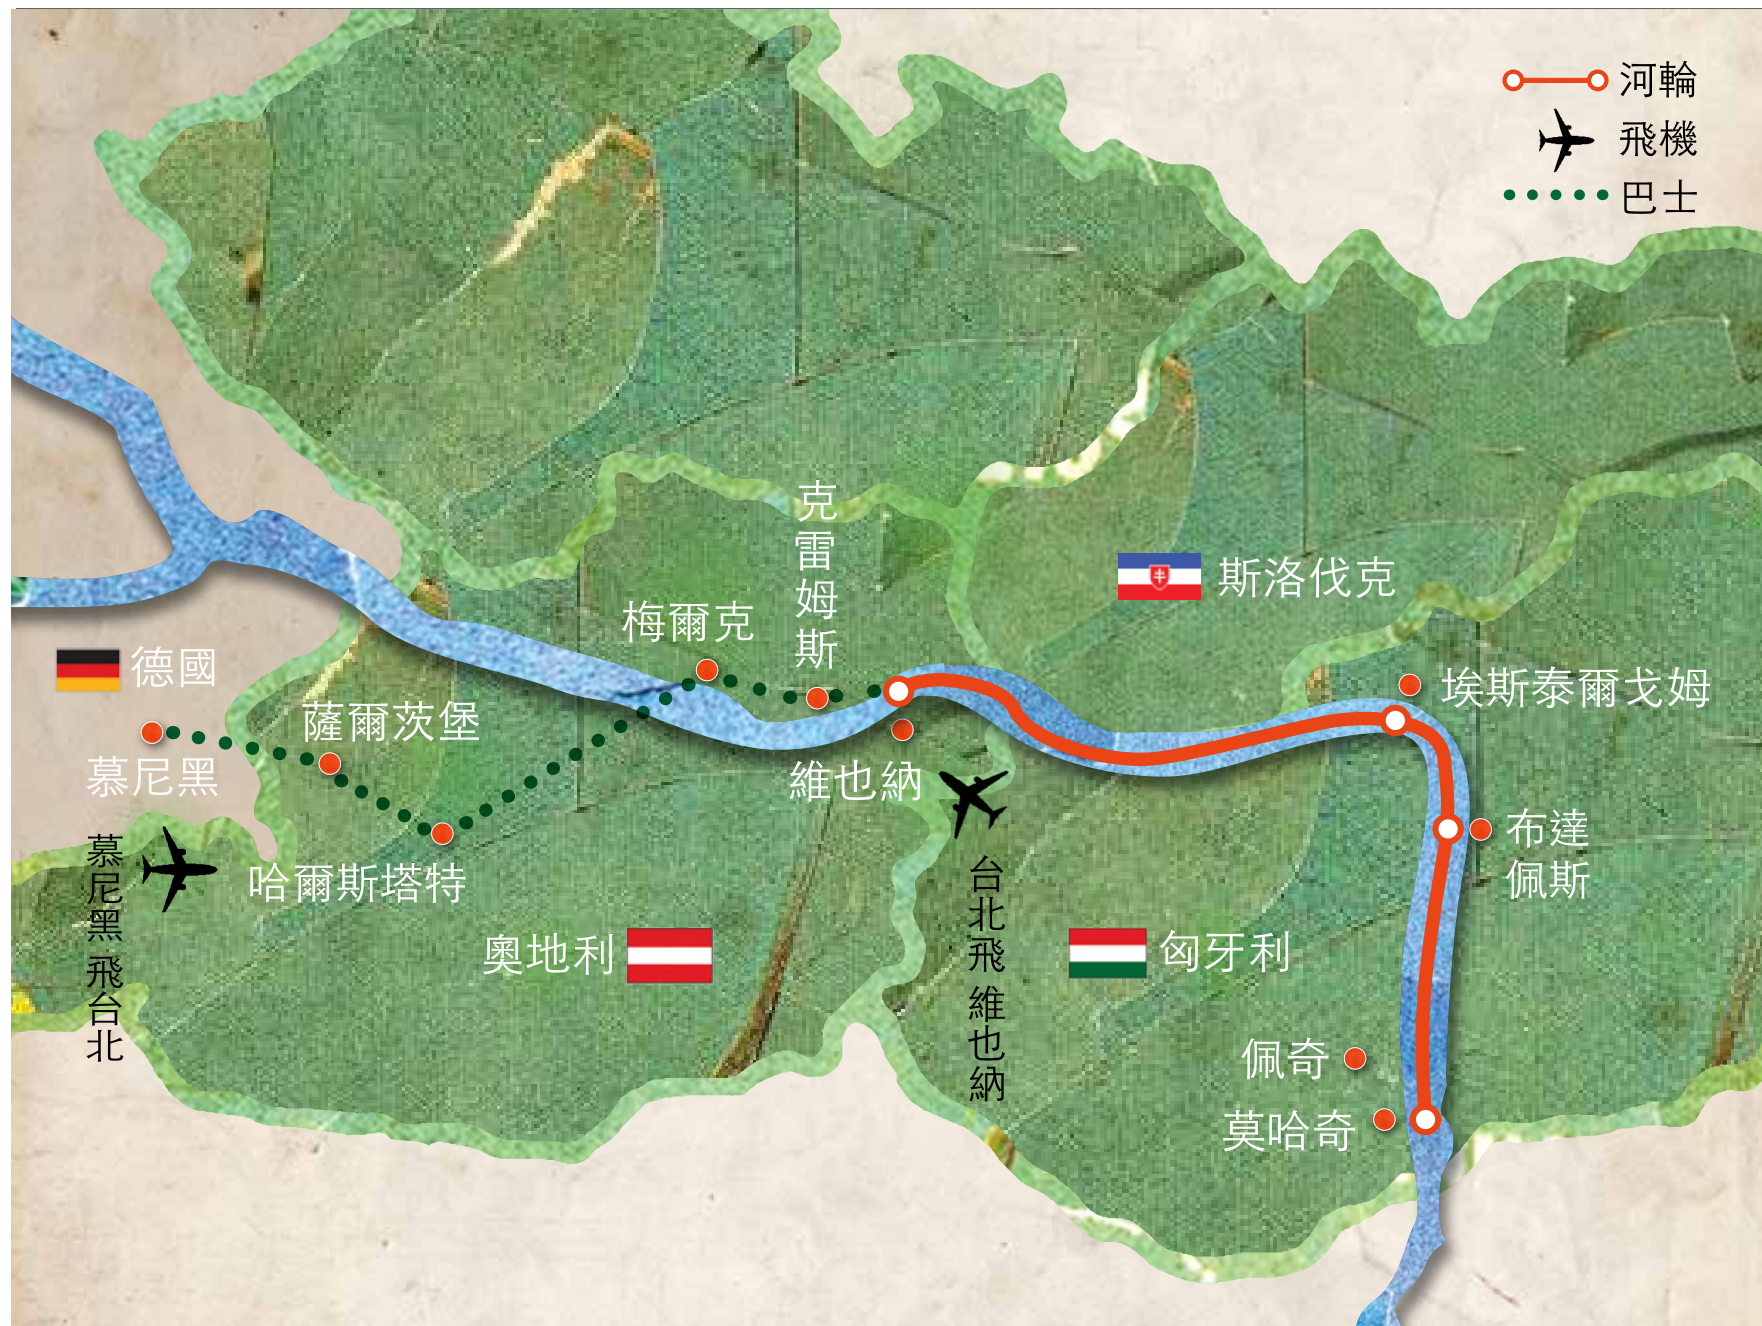 河輪
飛機
巴士
克雷姆斯
梅爾克
斯洛伐克
德國
薩爾茨堡
埃斯泰爾戈姆
慕尼黑
維也納
布達
佩斯
哈爾斯塔特
慕尼黑 飛台北
台北飛 維也納
奧地利
匈牙利
佩奇
莫哈奇